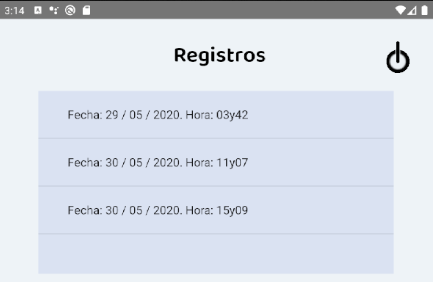 3:14
Registros
Fecha: 29 / 05 / 2020. Hora: 03y42
Fecha: 30 / 05 / 2020. Hora: 11y07
Fecha: 30 / 05 / 2020. Hora: 15y09